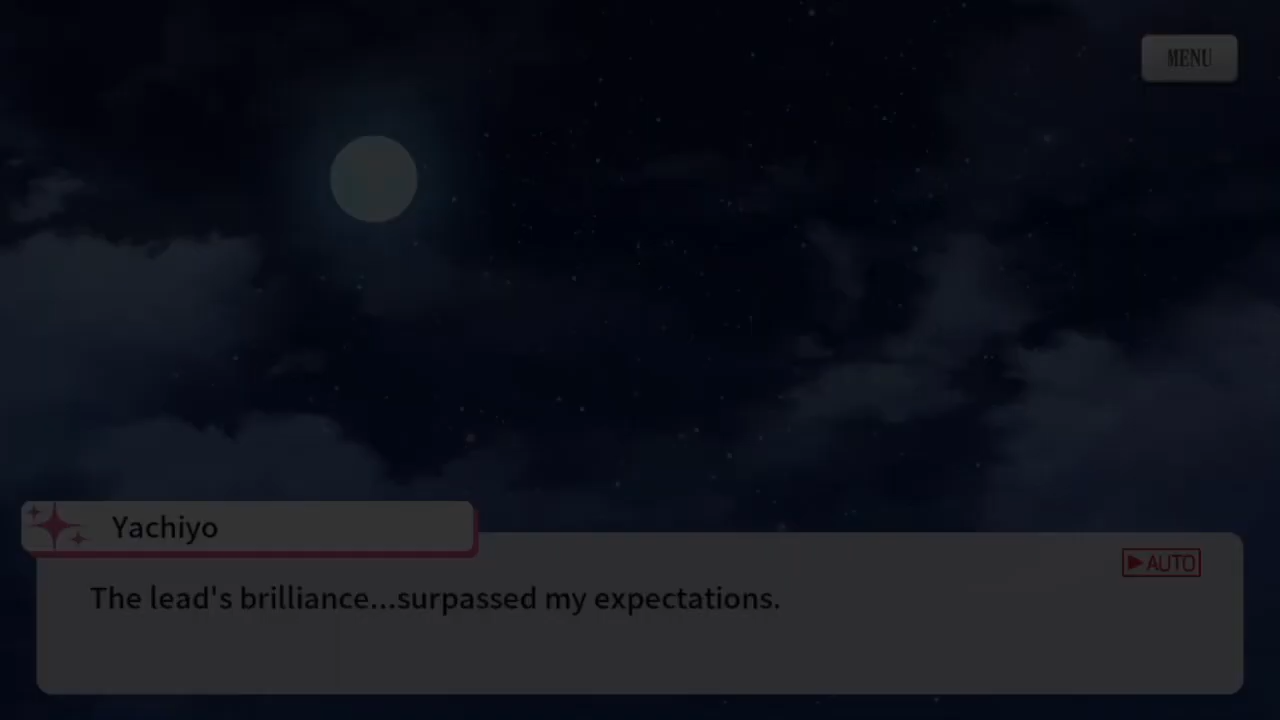 MENU
Yachiyo
AUTO
The lead's brilliance...surpassed my expectations.